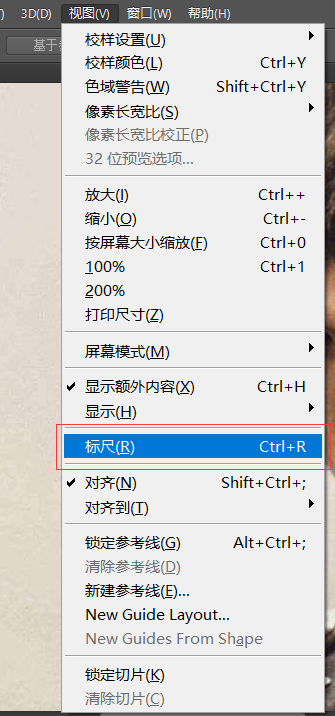 3D(D) 视图(V) 窗口(W) 帮助(H)
校样设置(U)
校样颜色(L) Ctrl+Y
色域警告(W) Shift+Ctrl+Y
像素长宽比(S)
像素长宽比校正(P)
32 位预览选项...
放大(I) Ctrl++
缩小(O) Ctrl+-
按屏幕大小缩放(F) Ctrl+0
100% Ctrl+1
200%
打印尺寸(Z)
屏幕模式(M)
显示额外内容(X) Ctrl+H
显示(H)
标尺(R) Ctrl+R
对齐(N) Shift+Ctrl+;
对齐到(T)
锁定参考线(G) Alt+Ctrl+;
清除参考线(D)
新建参考线(E)...
New Guide Layout...
New Guides From Shape
锁定切片(K)
清除切片(C)
基于